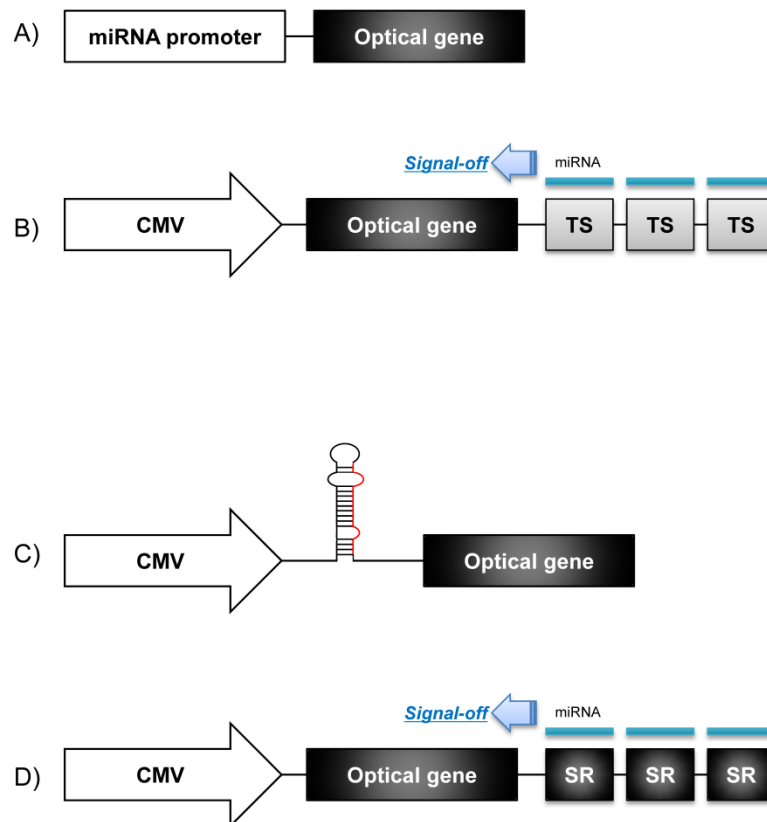 A) miRNA promoter Optical gene
Signal-off miRNA
B) CMV Optical gene TS TS TS
C) CMV Optical gene
Signal-off miRNA
D) CMV Optical gene SR SR SR